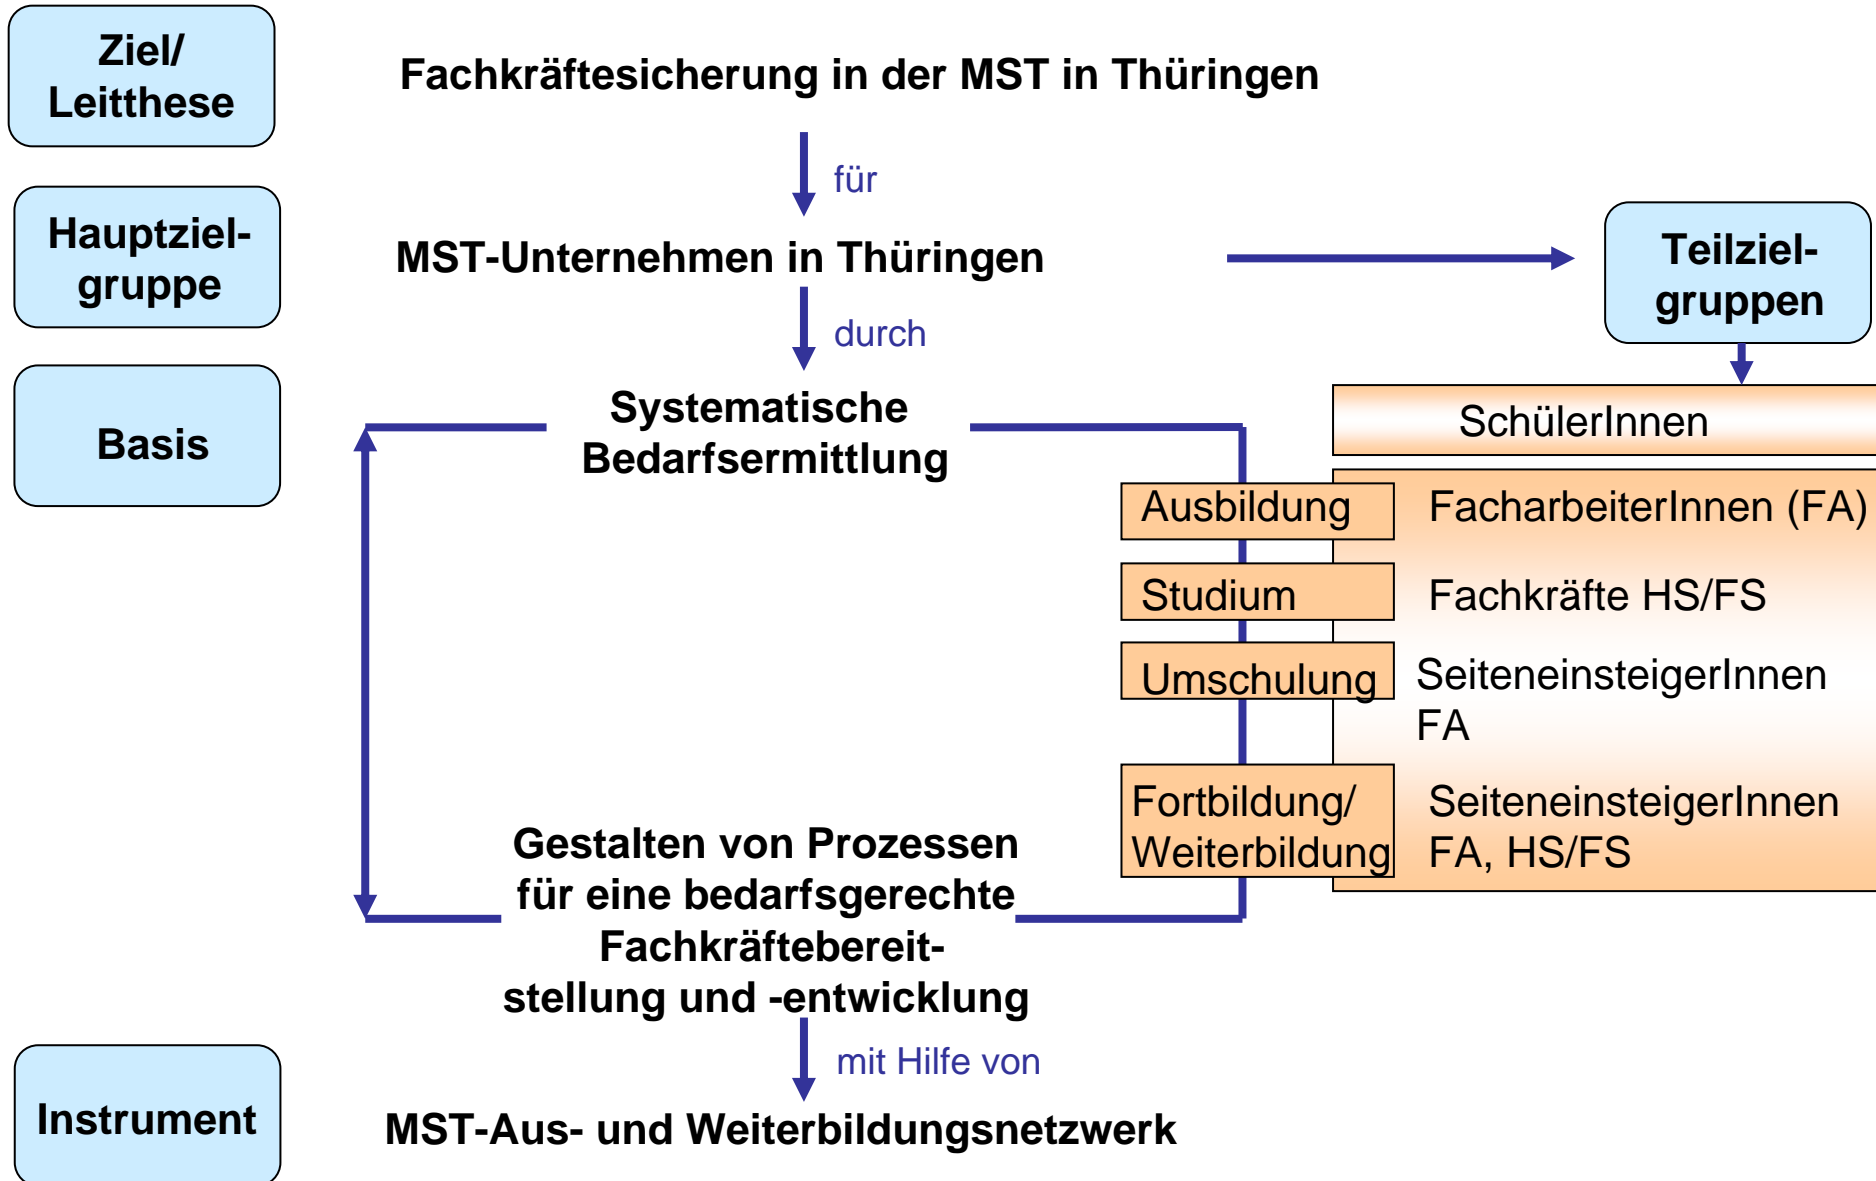 Ziel/
Leitthese
Fachkräftesicherung in der MST in Thüringen
für
Hauptziel-
gruppe
MST-Unternehmen in Thüringen
Teilziel-
gruppen
durch
Basis
Systematische
Bedarfsermittlung
SchülerInnen
Ausbildung
FacharbeiterInnen (FA)
Studium
Fachkräfte HS/FS
Umschulung
SeiteneinsteigerInnen
FA
Fortbildung/
Weiterbildung
SeiteneinsteigerInnen
FA, HS/FS
Gestalten von Prozessen
für eine bedarfsgerechte
Fachkräftebereit-
stellung und -entwicklung
mit Hilfe von
Instrument
MST-Aus- und Weiterbildungsnetzwerk